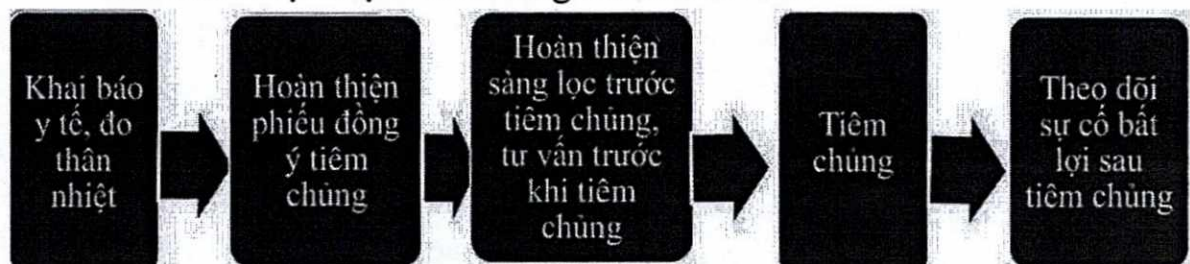 Khai báo
y tế, đo
thân
nhiệt
Hoàn thiện
phiếu đồng
ý tiêm
chủng
Hoàn thiện
sàng lọc trước
tiêm chủng,
tư vấn trước
khi tiêm
chủng
Tiêm
chủng
Theo dõi
sự cố bất
lợi sau
tiêm chủng